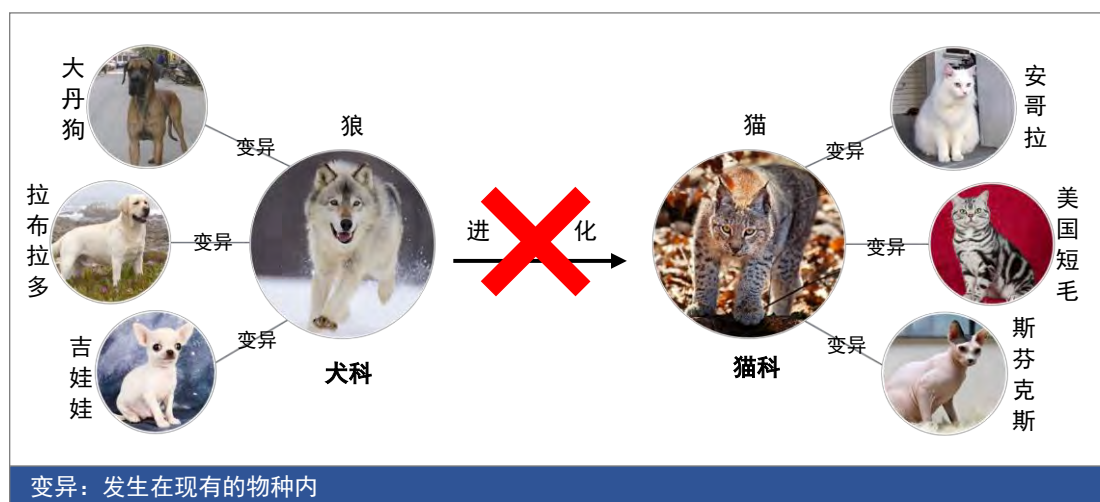 大丹狗
变异
狼
拉布拉多
变异
吉娃娃
变异
犬科
进 化
猫
安哥拉
变异
美国短毛
变异
斯芬克斯
变异
猫科
变异：发生在现有的物种内